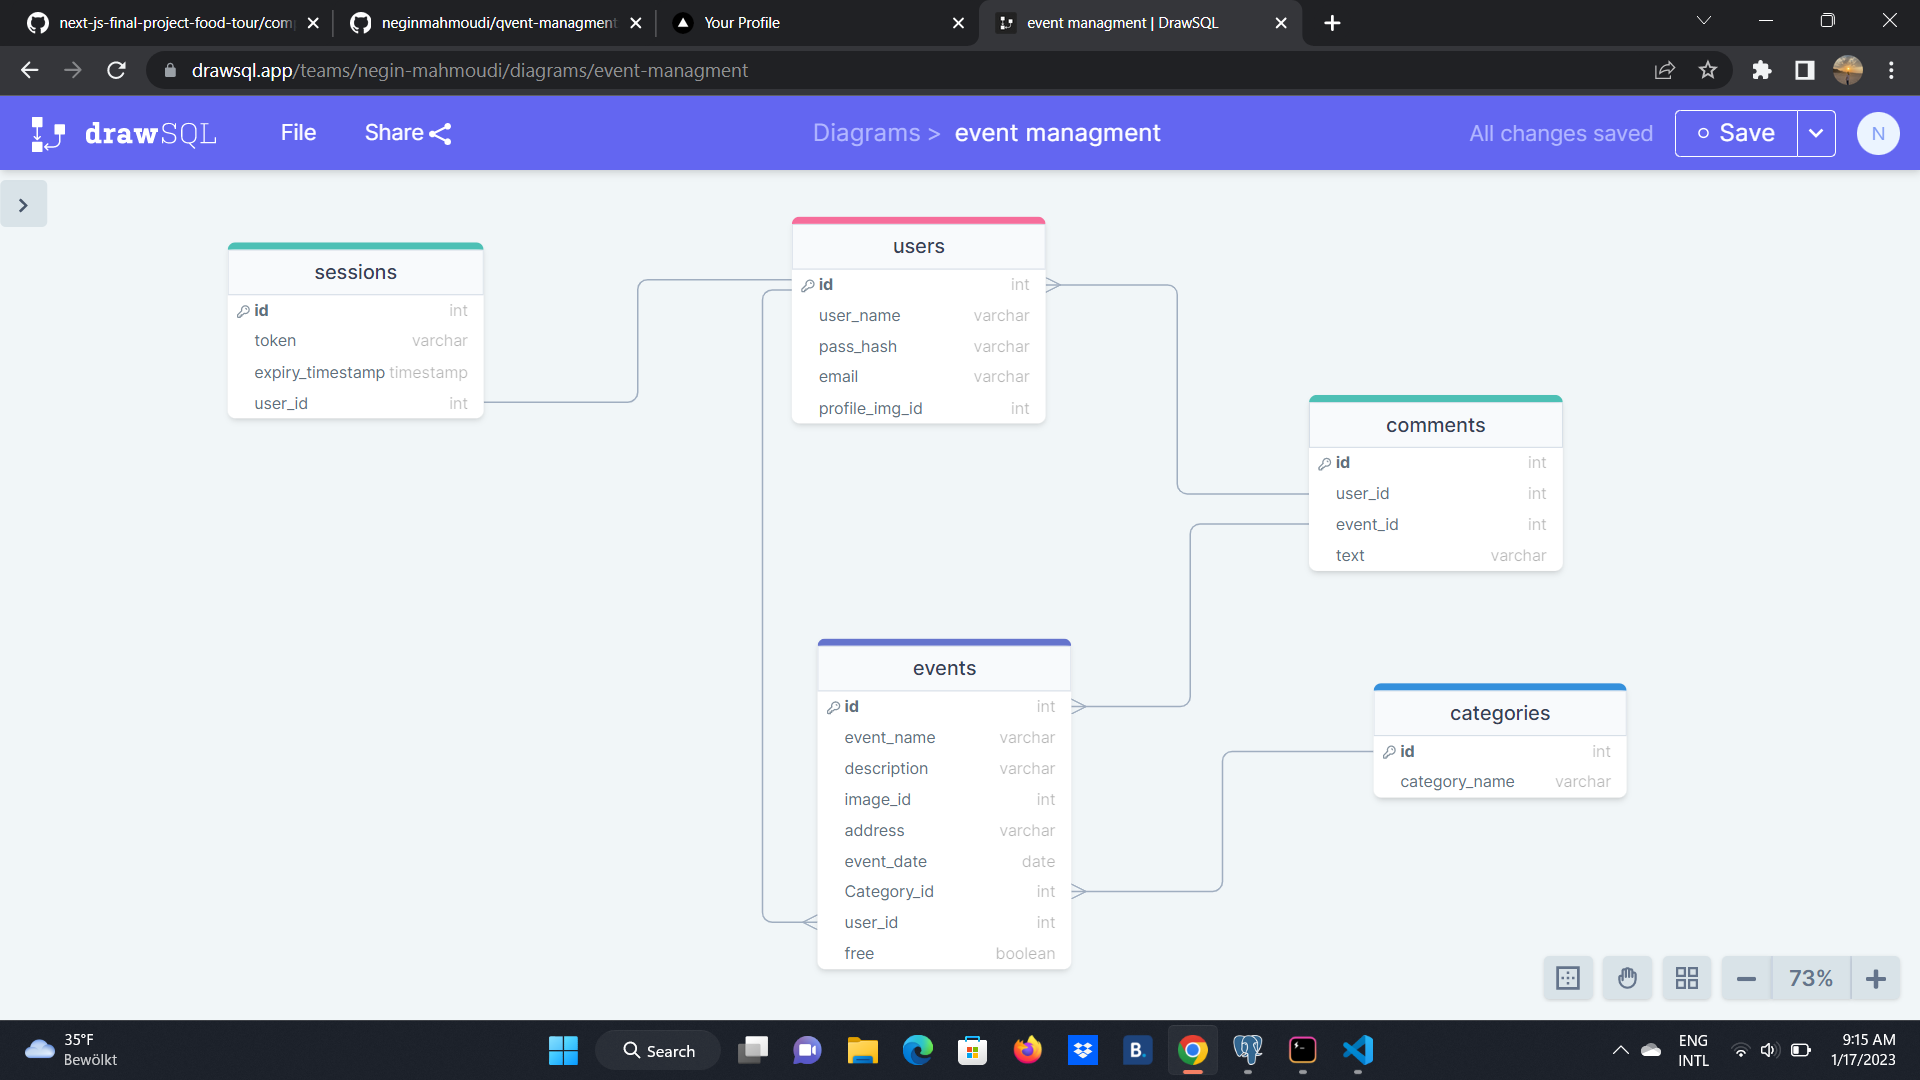 next-js-final-project-food-tour/com
neginmahmoudi/qvent-managment
Your Profile
event managment | DrawSQL
drawsql.app/teams/negin-mahmoudi/diagrams/event-managment
drawSQL
File
Share
Diagrams > event managment
All changes saved
Save
N
sessions
id int
token varchar
expiry_timestamp timestamp
user_id int
users
id int
user_name varchar
pass_hash varchar
email varchar
profile_img_id int
comments
id int
user_id int
event_id int
text varchar
events
id int
event_name varchar
description varchar
image_id int
address varchar
event_date date
Category_id int
user_id int
free boolean
categories
id int
category_name varchar
73%
35°F
Bewölkt
Search
B.
ENG
INTL
9:15 AM
1/17/2023